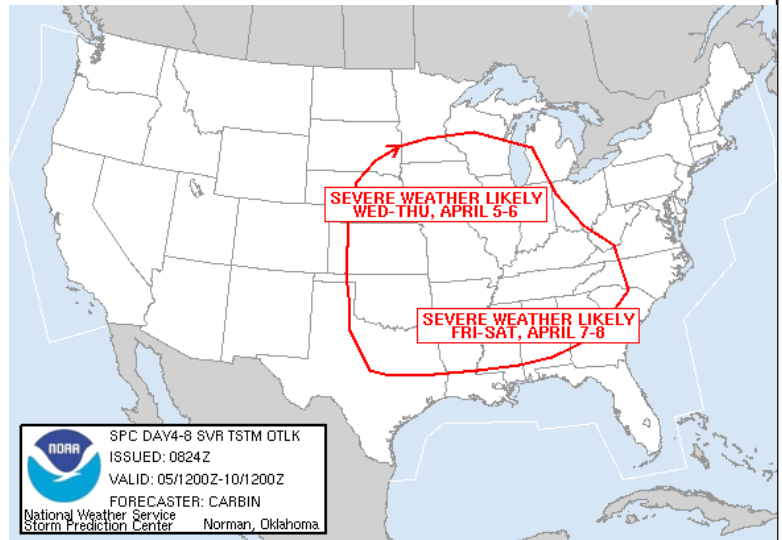 SEVERE WEATHER LIKELY
WED-THU, APRIL 5-6
SEVERE WEATHER LIKELY
FRI-SAT, APRIL 7-8
NOAA
SPC DAY4-8 SVR TSTM OTLK
ISSUED: 0824Z
VALID: 05/1200Z-10/1200Z
FORECASTER: CARBIN
National Weather Service
Storm Prediction Center Norman, Oklahoma